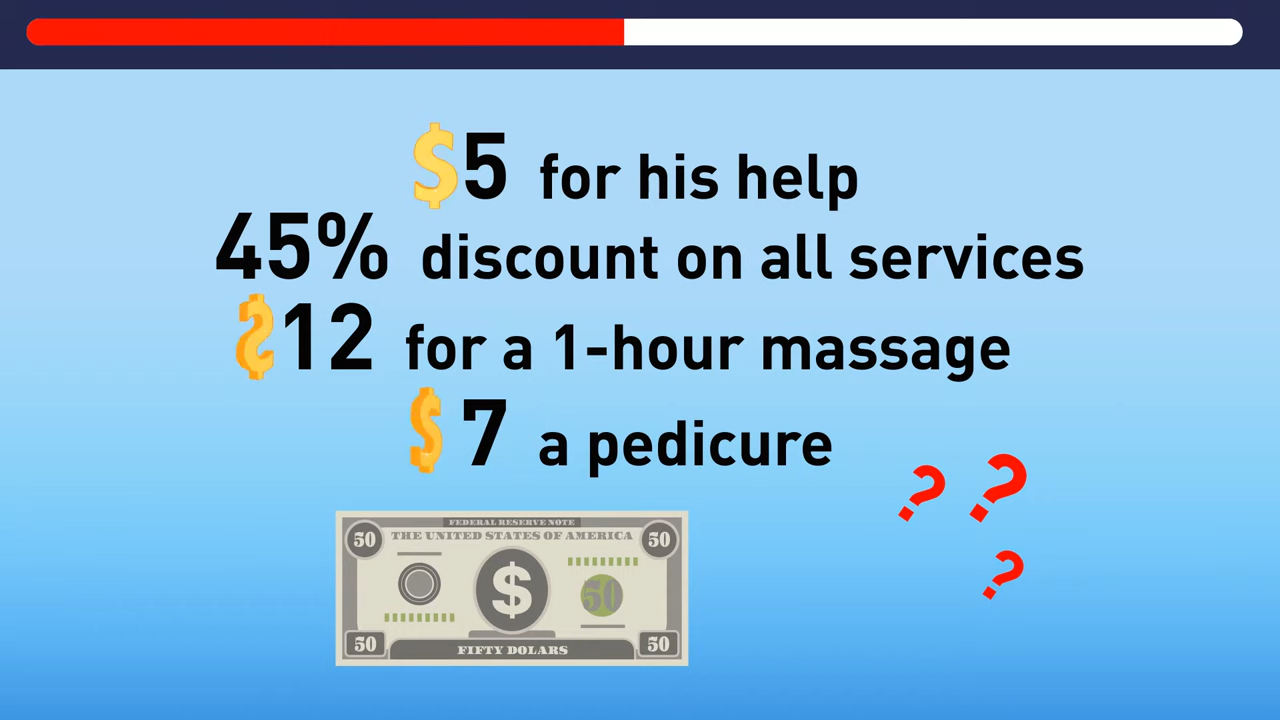 $5 for his help
45% discount on all services
$12 for a 1-hour massage
$7 a pedicure
? ?
?
FEDERAL RESERVE NOTE
50 THE UNITED STATES OF AMERICA 50
$ 50
50 FIFTY DOLARS 50